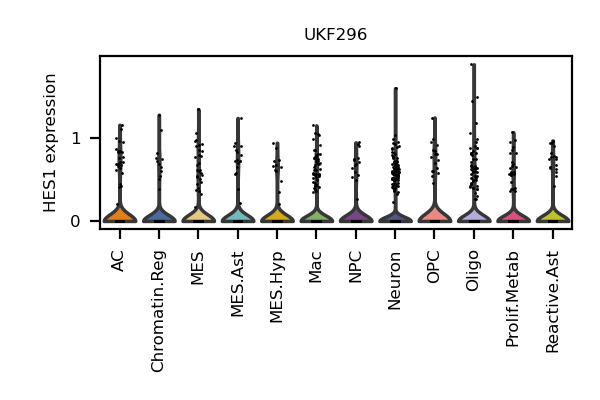 UKF296
HES1 expression
1
0
AC
Chromatin.Reg
MES
MES.Ast
MES.Hyp
Mac
NPC
Neuron
OPC
Oligo
Prolif.Metab
Reactive.Ast